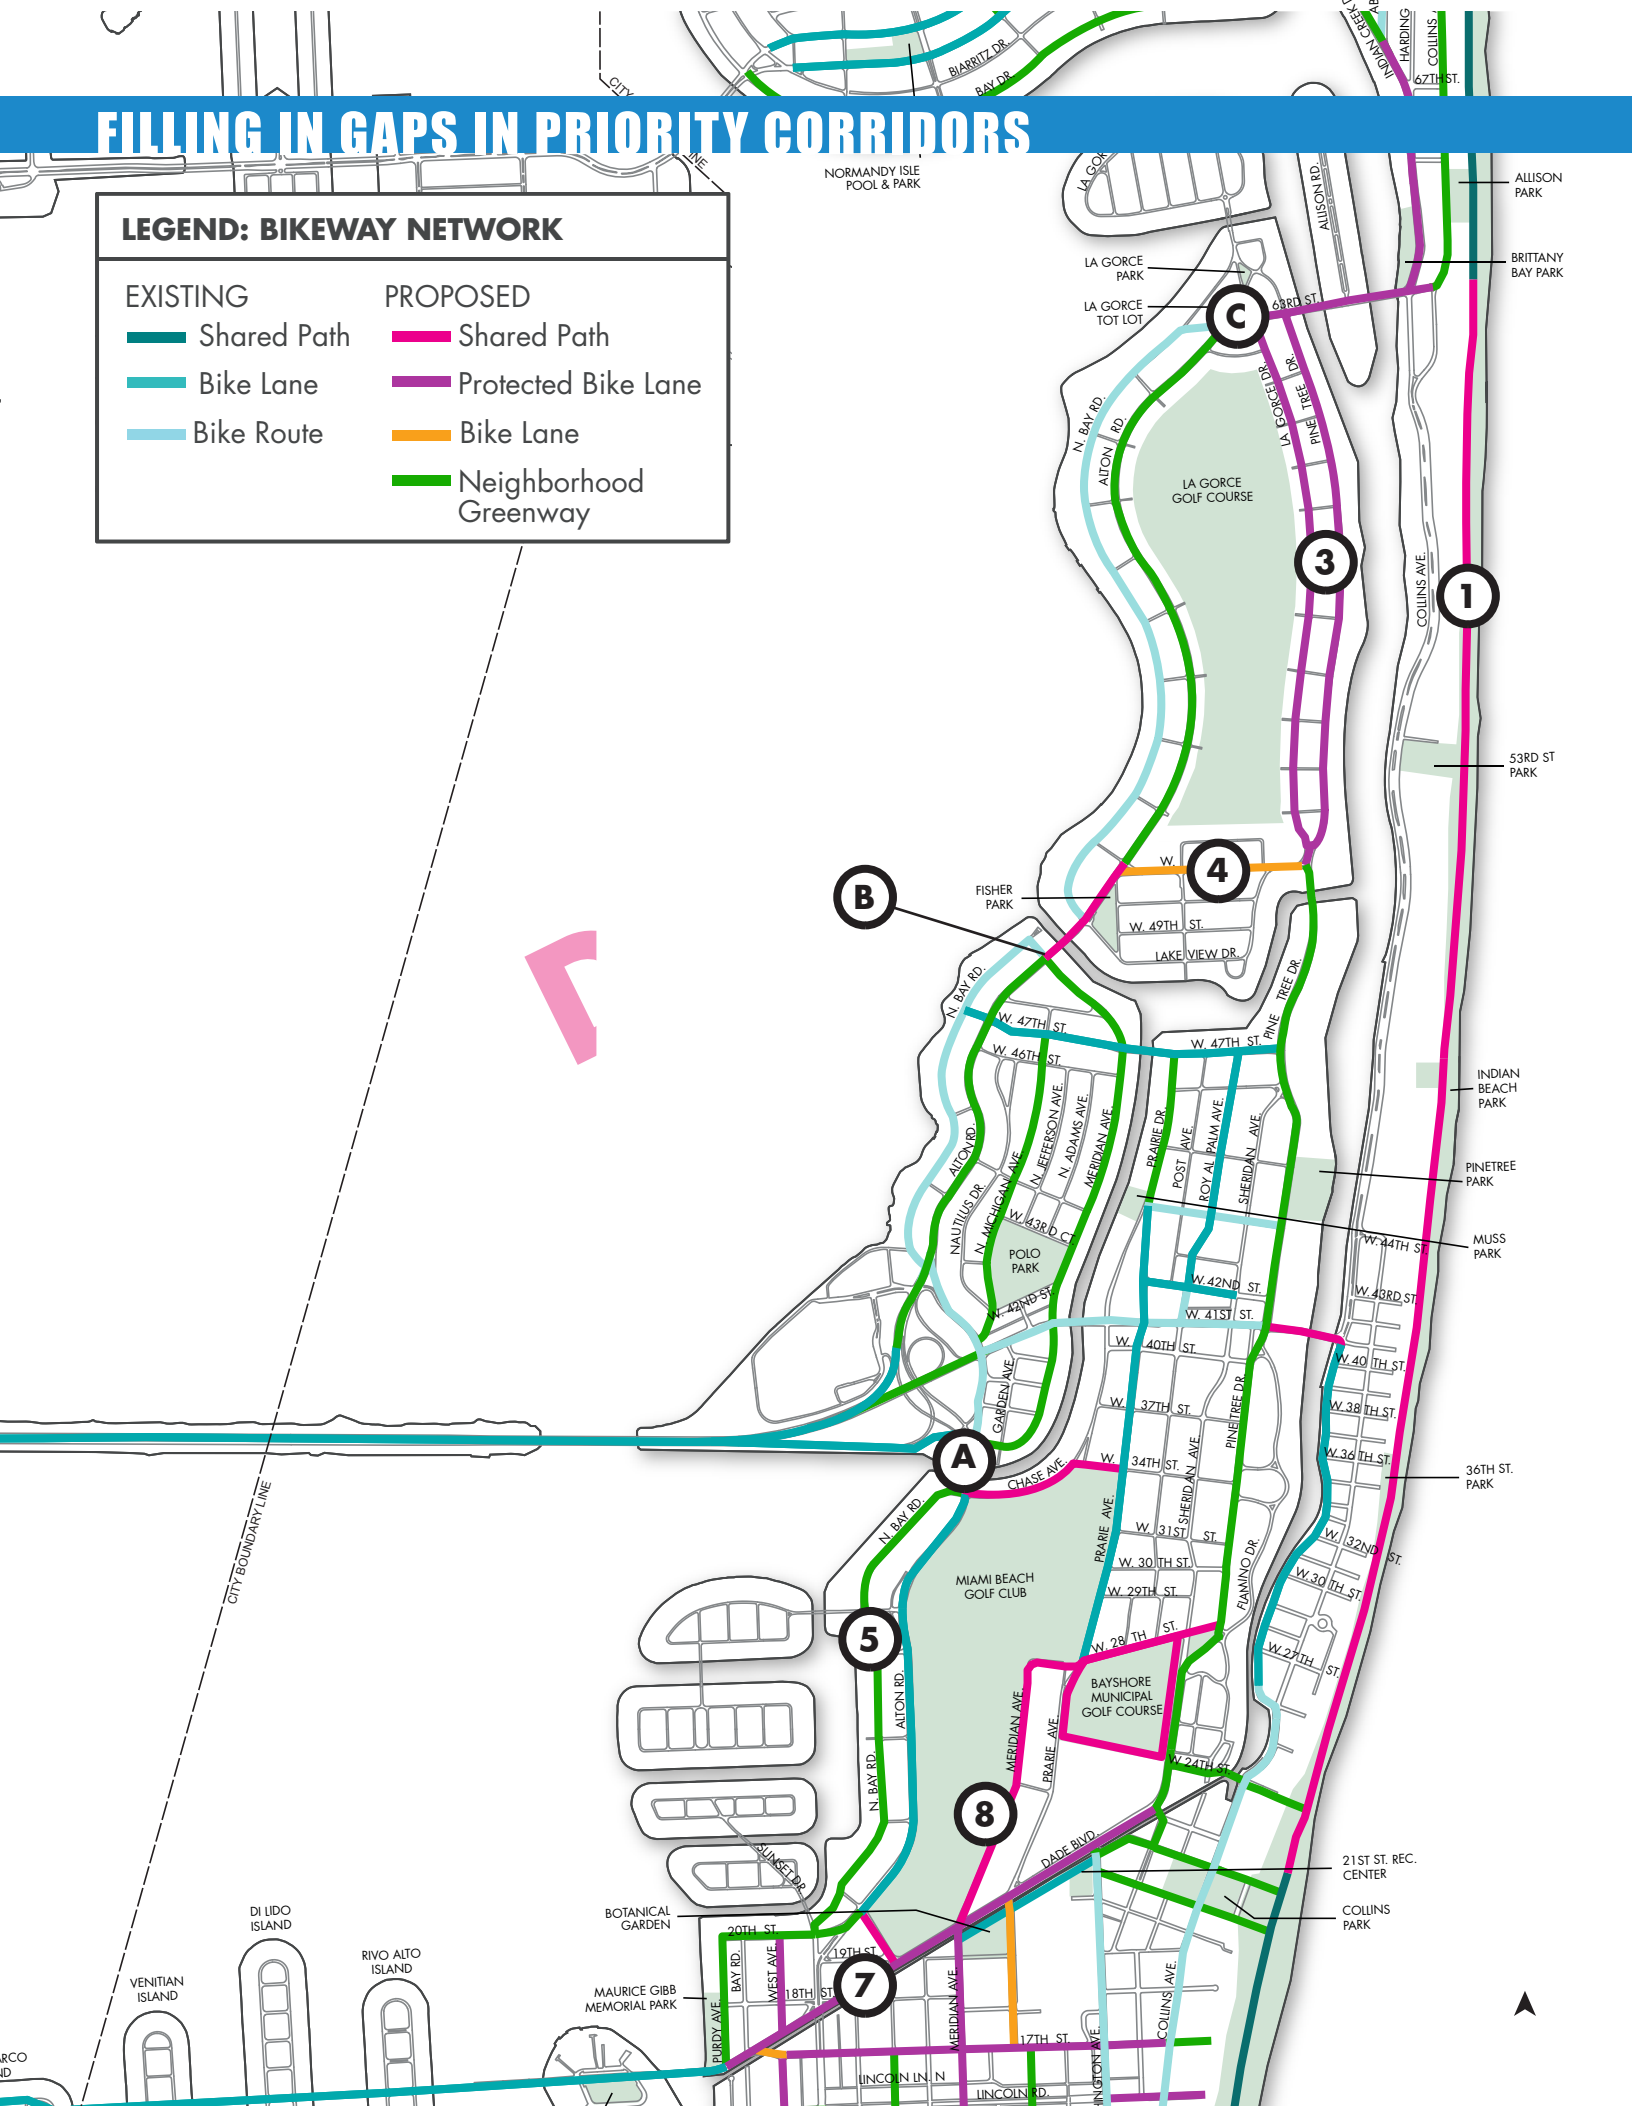 INDIAN CREEK
HARDING
COLLINS
67TH ST.
BIARRITZ DR.
BAY DR.
CITY
FILLING IN GAPS IN PRIORITY CORRIDORS
NORMANDY ISLE
POOL & PARK
LA GOR
ALLISON RD.
ALLISON
PARK
BRITTANY
BAY PARK
LEGEND: BIKEWAY NETWORK
EXISTING
Shared Path
Bike Lane
Bike Route
PROPOSED
Shared Path
Protected Bike Lane
Bike Lane
Neighborhood
Greenway
LA GORCE
PARK
LA GORCE
TOT LOT
C
63RD ST.
N. BAY RD.
ALTON RD.
LA GORCE DR.
PINE TREE DR.
LA GORCE
GOLF COURSE
3
COLLINS AVE.
1
53RD ST
PARK
W.
4
B
FISHER
PARK
W. 49TH ST.
LAKE VIEW DR.
N. BAY RD.
PINE TREE DR.
W. 47TH ST.
W. 47TH ST.
W. 46TH ST.
INDIAN
BEACH
PARK
ALTON RD.
NAUTILUS DR.
N. MICHIGAN AVE.
N. JEFFERSON AVE.
N. ADAMS AVE.
MERIDIAN AVE.
PRAIRIE DR.
POST AVE.
ROYAL PALM AVE.
SHERIDAN AVE.
PINETREE
PARK
W. 43RD CT.
POLO
PARK
W. 44TH ST.
MUSS
PARK
W. 42ND ST.
W. 42ND ST.
W. 43RD ST.
W. 41ST ST.
W. 40TH ST.
W. 40 TH ST.
GARDEN AVE
W. 37TH ST.
PINE TREE DR.
W. 38 TH ST.
A
CHASE AVE.
W. 34TH ST.
SHERIDAN AVE.
W. 36 TH ST.
36TH ST.
PARK
CITY BOUNDARY LINE
N. BAY RD.
PRARIE AVE.
W. 31ST ST.
W. 32ND ST.
W. 30 TH ST.
FLAMINO DR.
W. 30 TH ST.
MIAMI BEACH
GOLF CLUB
W. 29TH ST.
5
W. 28 TH ST.
W. 27TH ST.
ALTON RD.
MERIDIAN AVE.
PRARIE AVE.
BAYSHORE
MUNICIPAL
GOLF COURSE
W 24TH ST.
N. BAY RD.
8
SUNSET DR.
DADE BLVD.
21ST ST. REC.
CENTER
BOTANICAL
GARDEN
COLLINS
PARK
DI LIDO
ISLAND
20TH ST.
RIVO ALTO
ISLAND
BAY RD.
WEST AVE.
19TH ST.
VENITIAN
ISLAND
MAURICE GIBB
MEMORIAL PARK
18TH ST.
7
MERIDIAN AVE.
COLLINS AVE.
PURDY AVE.
17TH ST.
INGTON AVE.
LINCOLN LN. N
LINCOLN RD.